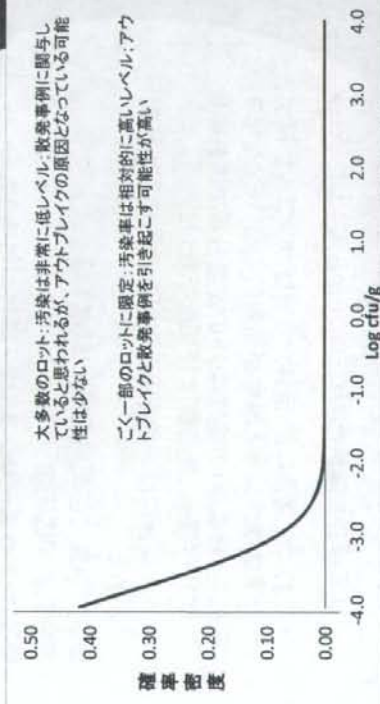 大多数のロット:汚染は非常に低レベル:散発事例に関与し
ていると思われるが、アウトブレイクの原因となっている可能
性は少ない
ごく一部のロットに限定:汚染率は相対的に高いレベル:アウ
トブレイクと散発事例を引き起こす可能性が高い
確率密度
0.50
0.40
0.30
0.20
0.10
0.00
-4.0
-3.0
-2.0
-1.0
0.0
1.0
2.0
3.0
4.0
Log cfu/g